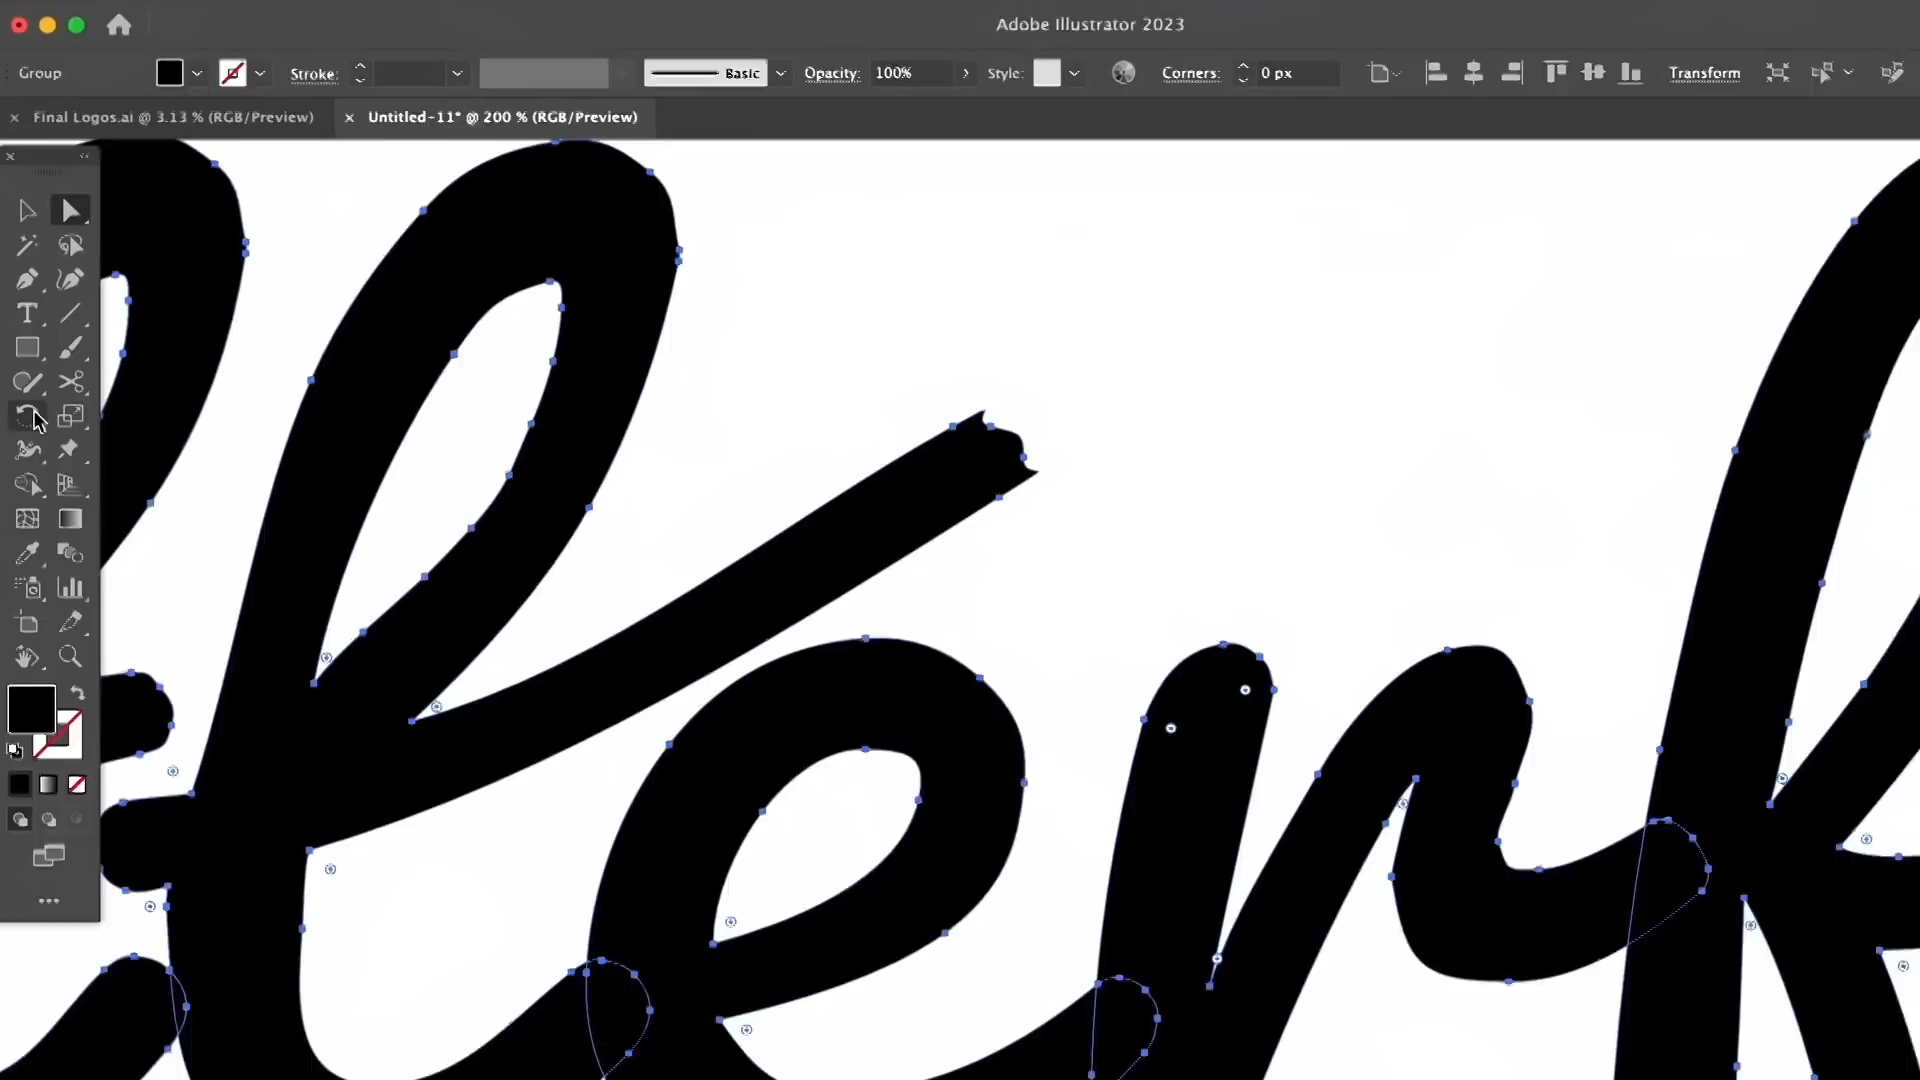 Adobe Illustrator 2023
Group Stroke: Basic Opacity: 100% Style: Corners: 0 px Transform
Final Logos.ai @ 3.13 % (RGB/Preview) Untitled-11* @ 200 % (RGB/Preview)